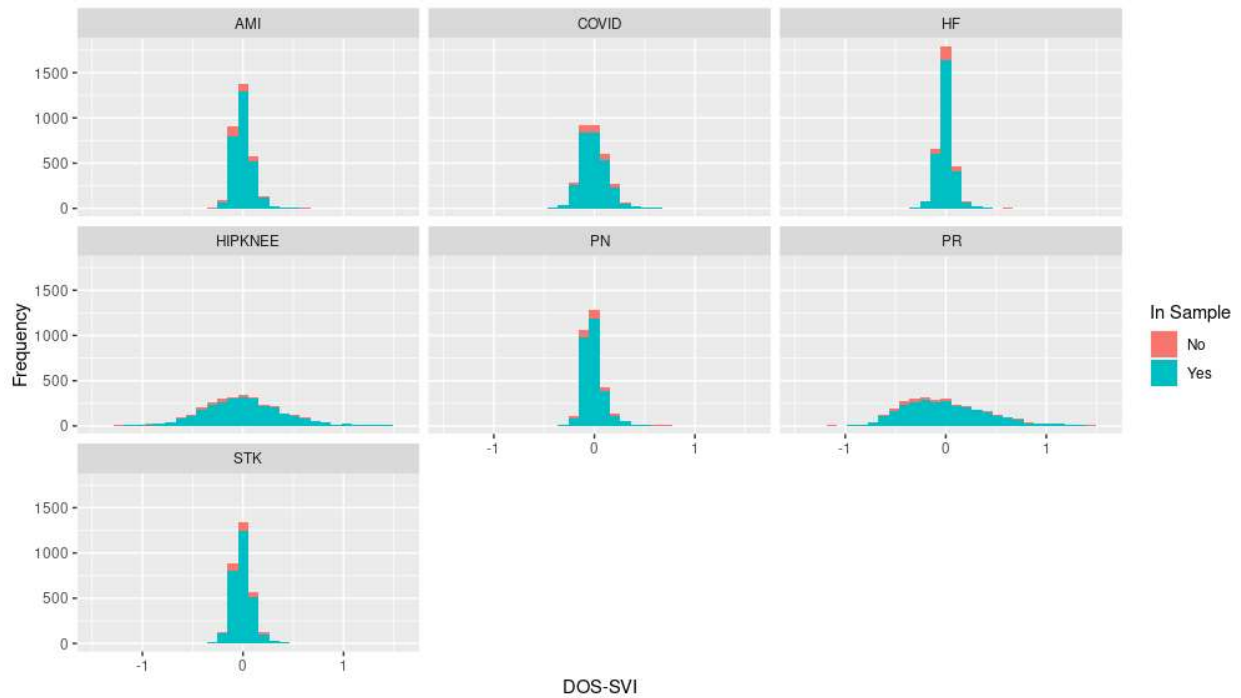 AMI
COVID
HF
1500
1000
500
0
HIPKNEE
PN
PR
1500
1000
500
0
-1
0
1
-1
0
1
STK
1500
1000
500
0
-1
0
1
Frequency
DOS-SVI
In Sample
No
Yes